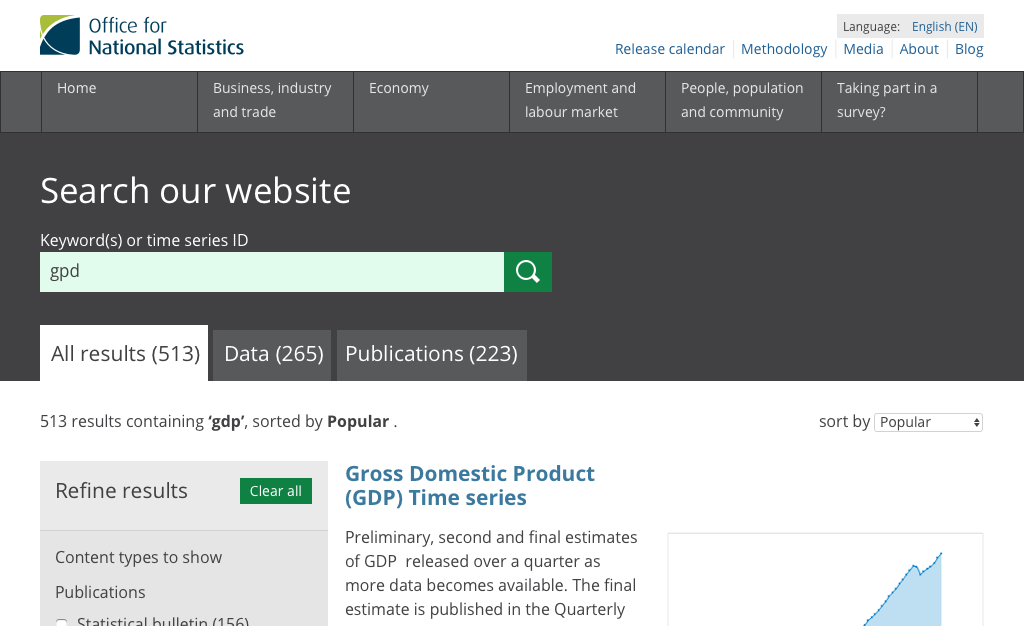 Office for
National Statistics
Language: English (EN)
Release calendar
Methodology
Media
About
Blog
Home
Business, industry
and trade
Economy
Employment and
labour market
People, population
and community
Taking part in a
survey?
Search our website
Keyword(s) or time series ID
gpd
All results (513)
Data (265)
Publications (223)
513 results containing ‘gdp’, sorted by Popular .
sort by Popular
Refine results
Clear all
Content types to show
Publications
Statistical bulletin (156)
Gross Domestic Product
(GDP) Time series
Preliminary, second and final estimates
of GDP released over a quarter as
more data becomes available. The final
estimate is published in the Quarterly